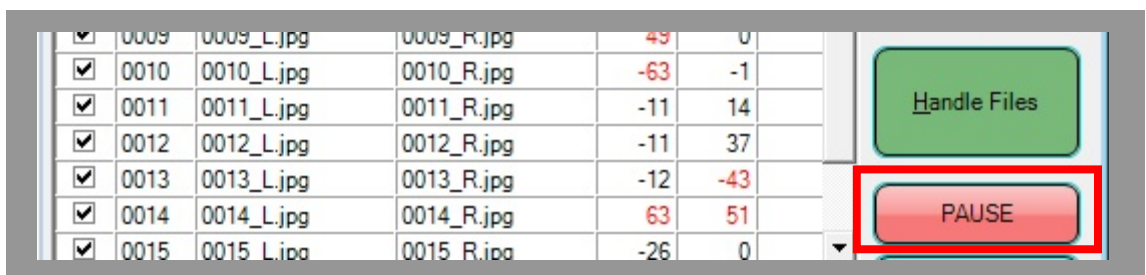 0009 0009_L.jpg 0009_R.jpg 49 0
0010 0010_L.jpg 0010_R.jpg -63 -1
0011 0011_L.jpg 0011_R.jpg -11 14
0012 0012_L.jpg 0012_R.jpg -11 37
0013 0013_L.jpg 0013_R.jpg -12 -43
0014 0014_L.jpg 0014_R.jpg 63 51
0015 0015_L.jpg 0015_R.jpg -26 0
Handle Files
PAUSE